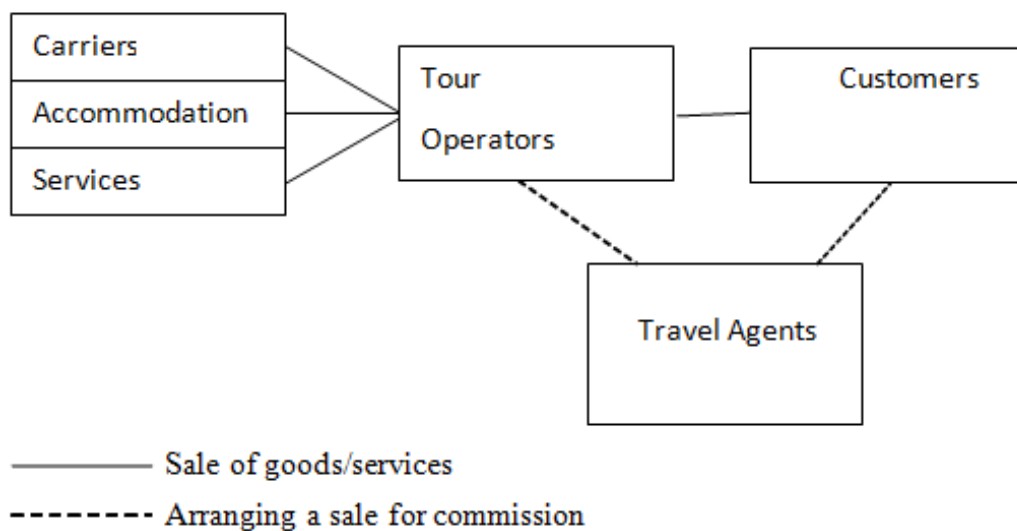 Carriers
Accommodation
Services
Tour
Operators
Customers
Travel Agents
Sale of goods/services
Arranging a sale for commission